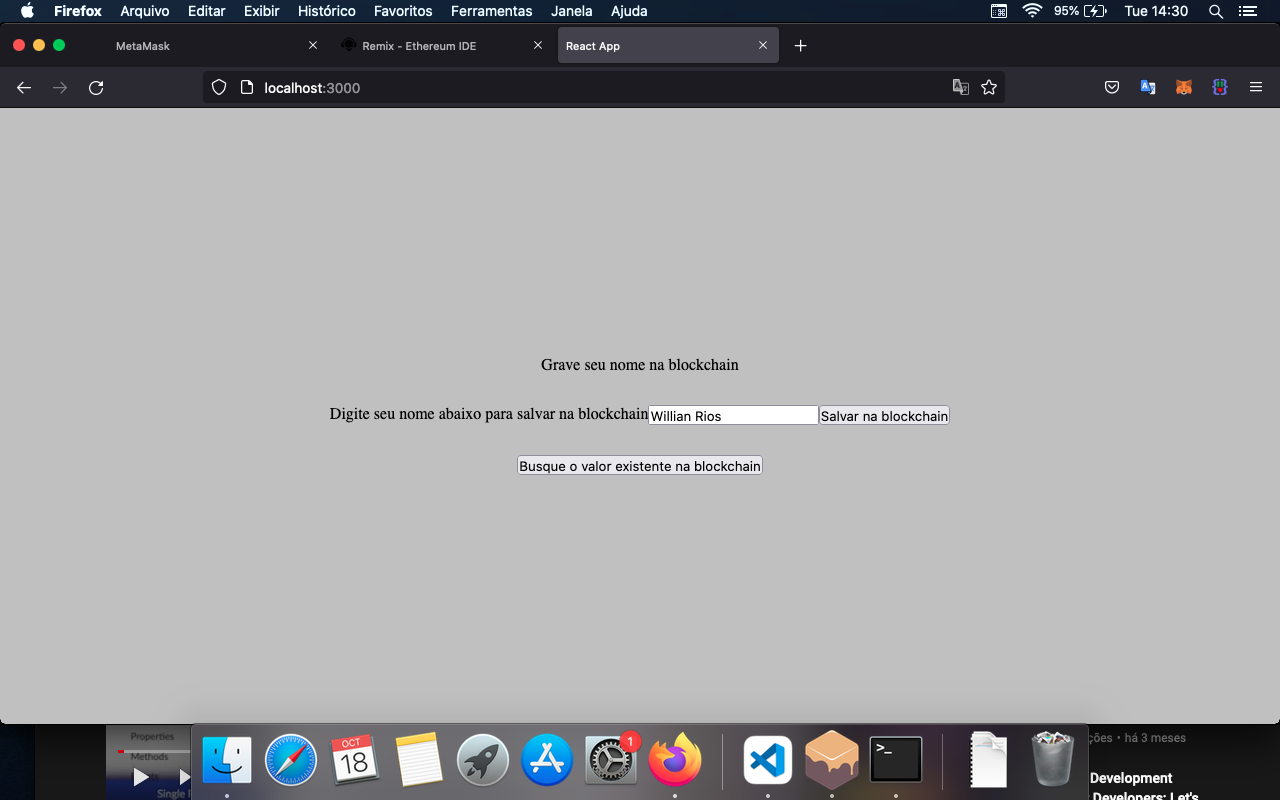 Firefox Arquivo Editar Exibir Histórico Favoritos Ferramentas Janela Ajuda 95% Tue 14:30
MetaMask Remix - Ethereum IDE React App
localhost:3000
Grave seu nome na blockchain
Digite seu nome abaixo para salvar na blockchain Willian Rios Salvar na blockchain
Busque o valor existente na blockchain
Properties
Methods
Single
ções • há 3 meses
Development
Developers: Let's
OCT
18
1
>_